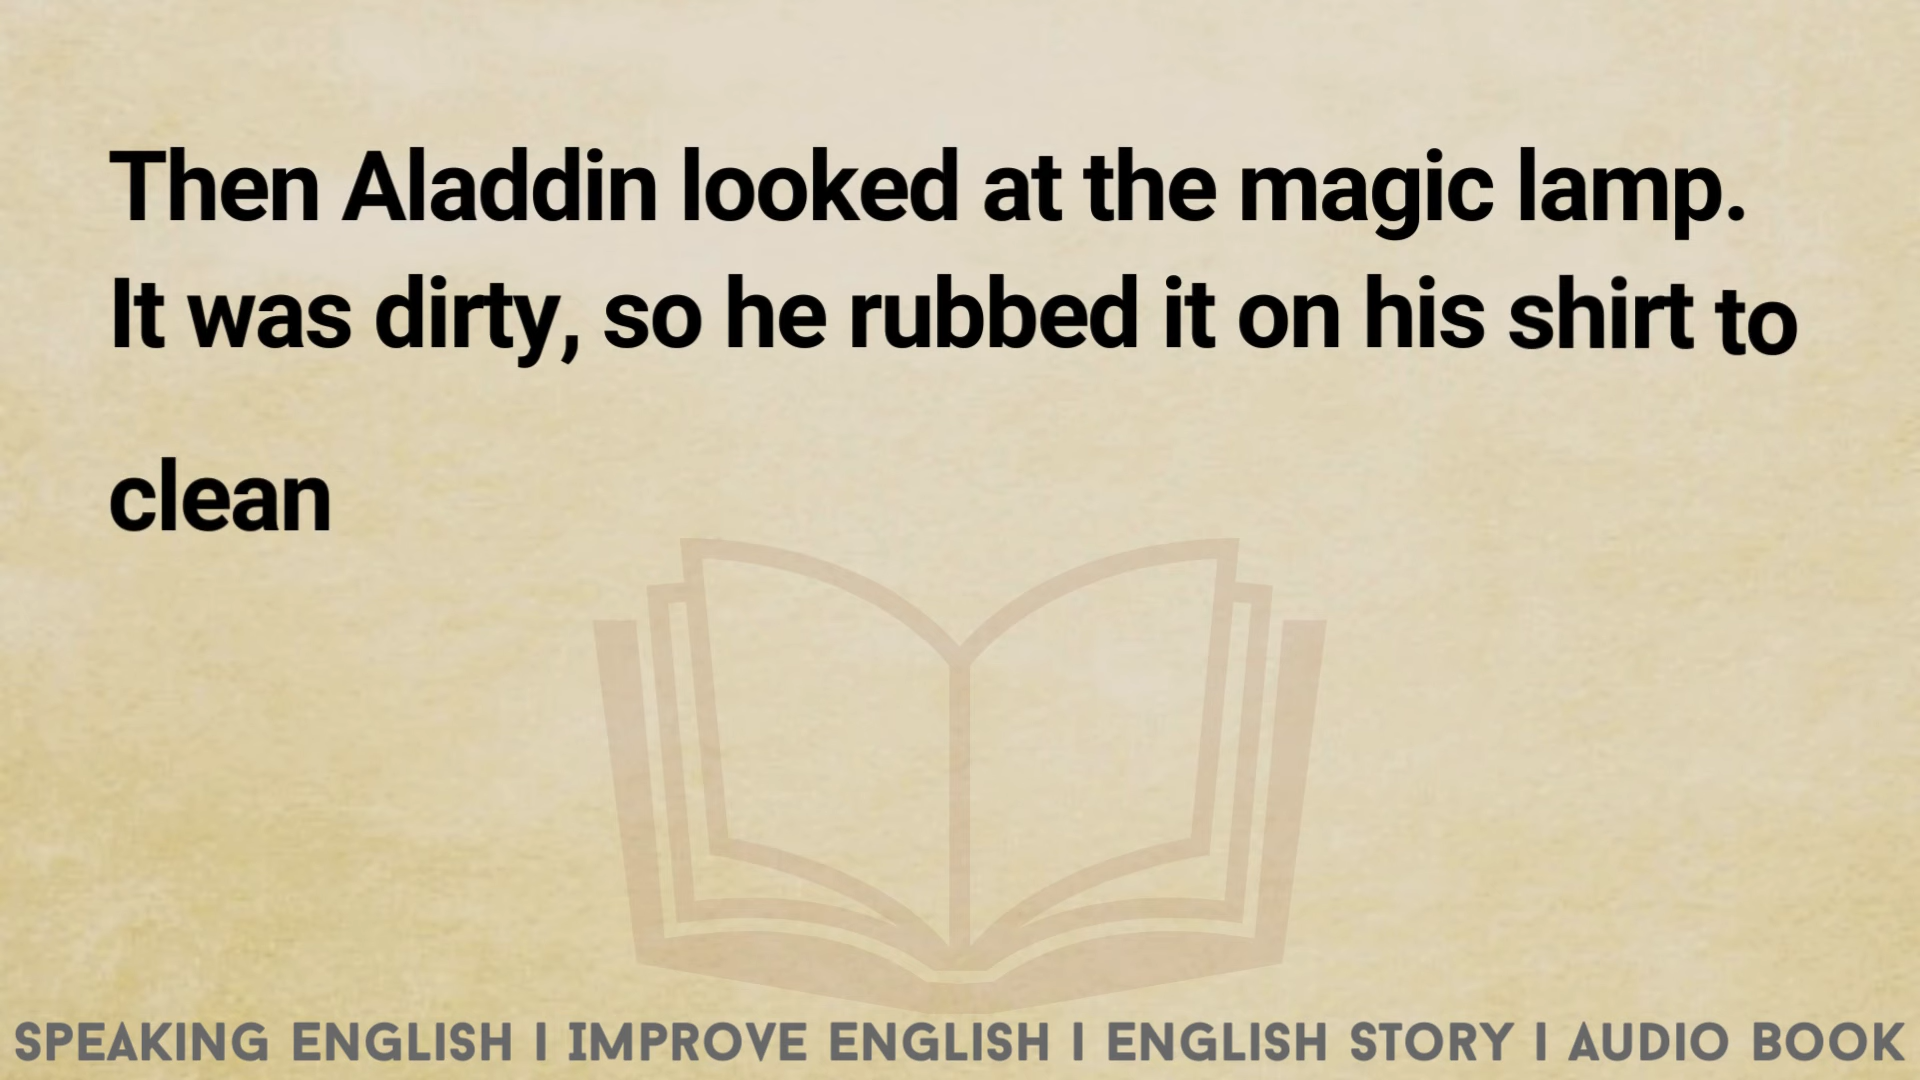 Then Aladdin looked at the magic lamp.
It was dirty, so he rubbed it on his shirt to
clean
SPEAKING ENGLISH | IMPROVE ENGLISH | ENGLISH STORY | AUDIO BOOK